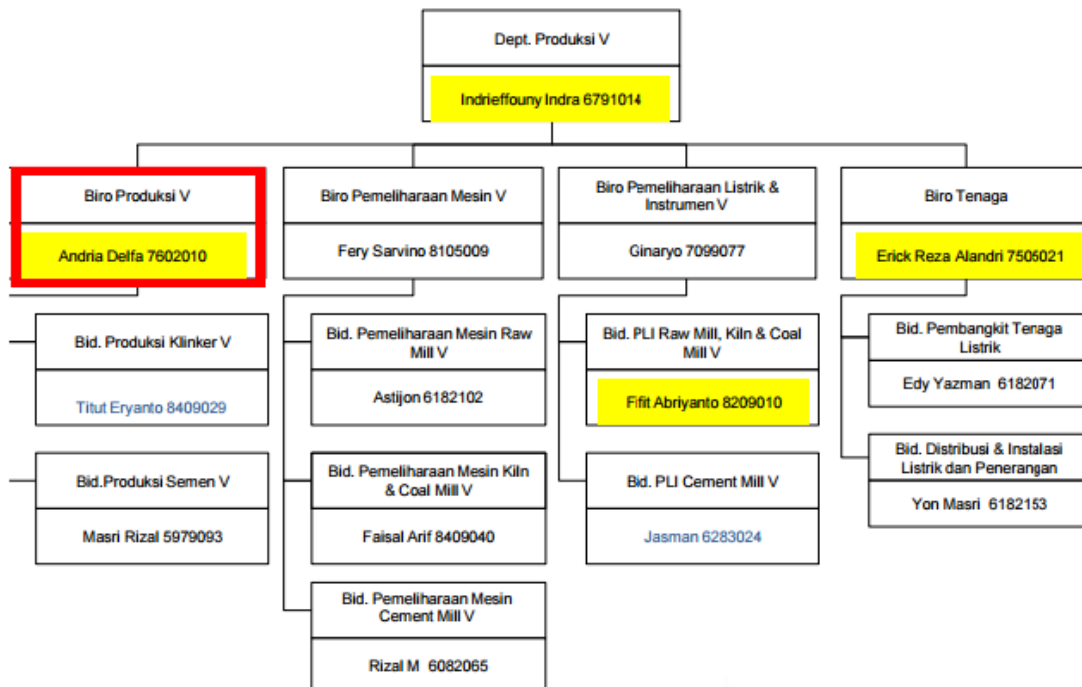 Dept. Produksi V
Indrieffouny Indra 6791014
Biro Produksi V
Andria Delfa 7602010
Biro Pemeliharaan Mesin V
Fery Sarvino 8105009
Biro Pemeliharaan Listrik &
Instrumen V
Ginaryo 7099077
Biro Tenaga
Erick Reza Alandri 7505021
Bid. Produksi Klinker V
Titut Eryanto 8409029
Bid.Produksi Semen V
Masri Rizal 5979093
Bid. Pemeliharaan Mesin Raw
Mill V
Astijon 6182102
Bid. Pemeliharaan Mesin Kiln
& Coal Mill V
Faisal Arif 8409040
Bid. Pemeliharaan Mesin
Cement Mill V
Rizal M 6082065
Bid. PLI Raw Mill, Kiln & Coal
Mill V
Fifit Abriyanto 8209010
Bid. PLI Cement Mill V
Jasman 6283024
Bid. Pembangkit Tenaga
Listrik
Edy Yazman 6182071
Bid. Distribusi & Instalasi
Listrik dan Penerangan
Yon Masri 6182153